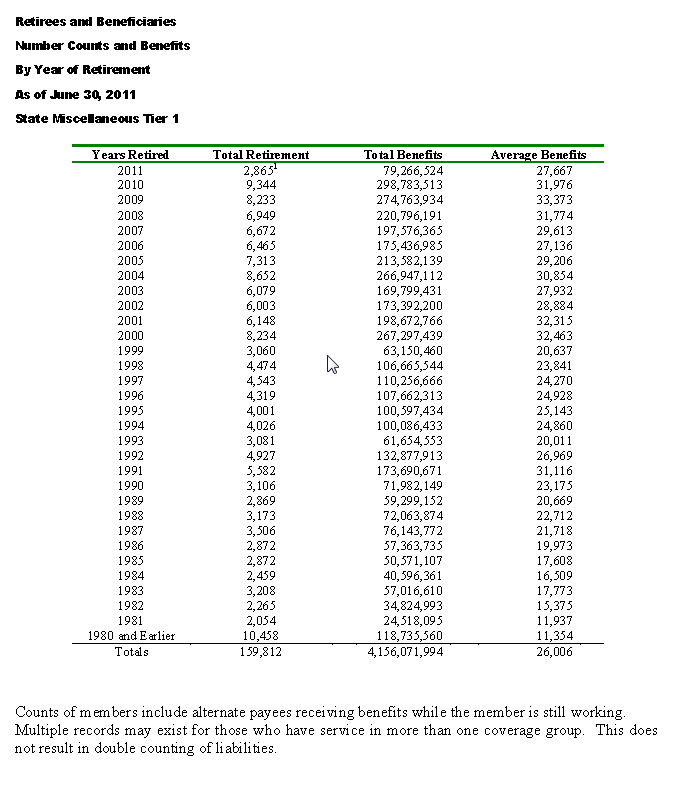 Retirees and Beneficiaries
Number Counts and Benefits
By Year of Retirement
As of June 30, 2011
State Miscellaneous Tier 1
Years Retired Total Retirement Total Benefits Average Benefits
2011 2,865¹ 79,266,524 27,667
2010 9,344 298,783,513 31,976
2009 8,233 274,763,934 33,373
2008 6,949 220,796,191 31,774
2007 6,672 197,576,365 29,613
2006 6,465 175,436,985 27,136
2005 7,313 213,582,139 29,206
2004 8,652 266,947,112 30,854
2003 6,079 169,799,431 27,932
2002 6,003 173,392,200 28,884
2001 6,148 198,672,766 32,315
2000 8,234 267,297,439 32,463
1999 3,060 63,150,460 20,637
1998 4,474 106,665,544 23,841
1997 4,543 110,256,666 24,270
1996 4,319 107,662,313 24,928
1995 4,001 100,597,434 25,143
1994 4,026 100,086,433 24,860
1993 3,081 61,654,553 20,011
1992 4,927 132,877,913 26,969
1991 5,582 173,690,671 31,116
1990 3,106 71,982,149 23,175
1989 2,869 59,299,152 20,669
1988 3,173 72,063,874 22,712
1987 3,506 76,143,772 21,718
1986 2,872 57,363,735 19,973
1985 2,872 50,571,107 17,608
1984 2,459 40,596,361 16,509
1983 3,208 57,016,610 17,773
1982 2,265 34,824,993 15,375
1981 2,054 24,518,095 11,937
1980 and Earlier 10,458 118,735,560 11,354
Totals 159,812 4,156,071,994 26,006
Counts of members include alternate payees receiving benefits while the member is still working.
Multiple records may exist for those who have service in more than one coverage group. This does
not result in double counting of liabilities.